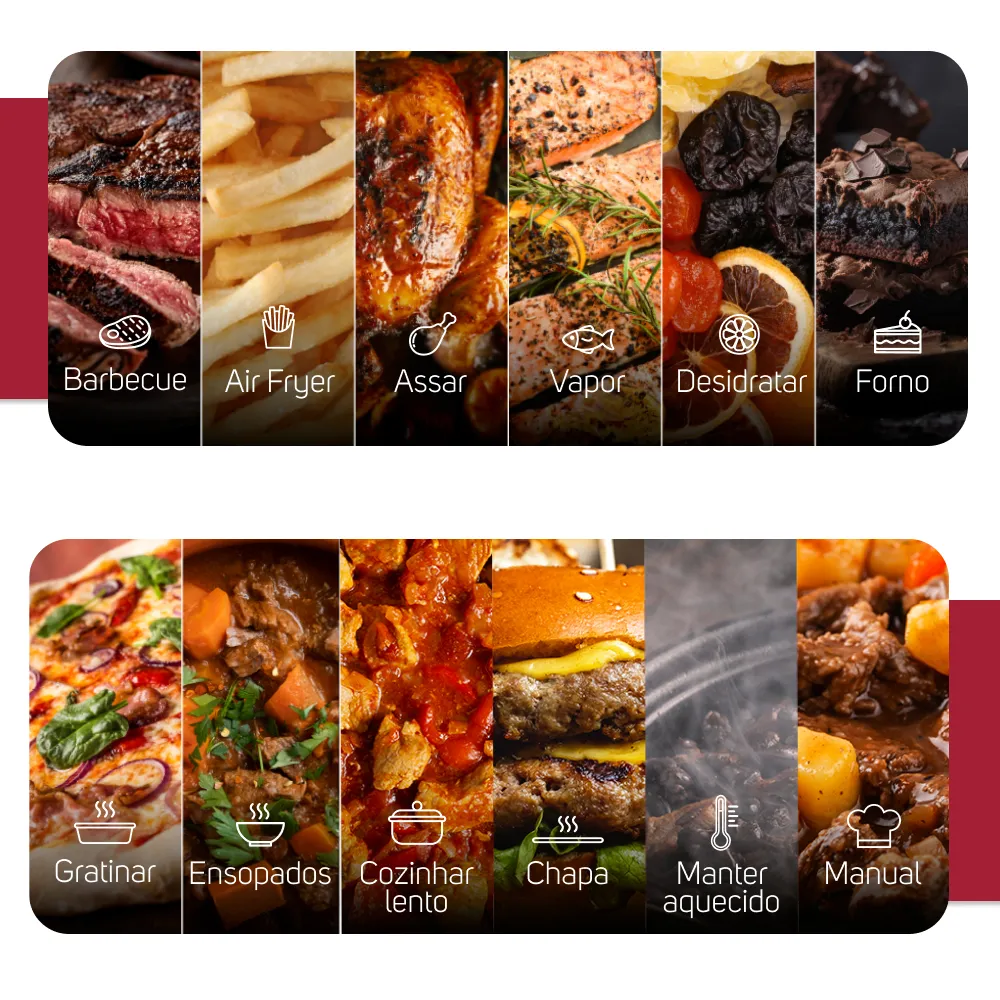 Barbecue
Air Fryer
Assar
Vapor
Desidratar
Forno
Gratinar
Ensopados
Cozinhar
lento
Chapa
Manter
aquecido
Manual